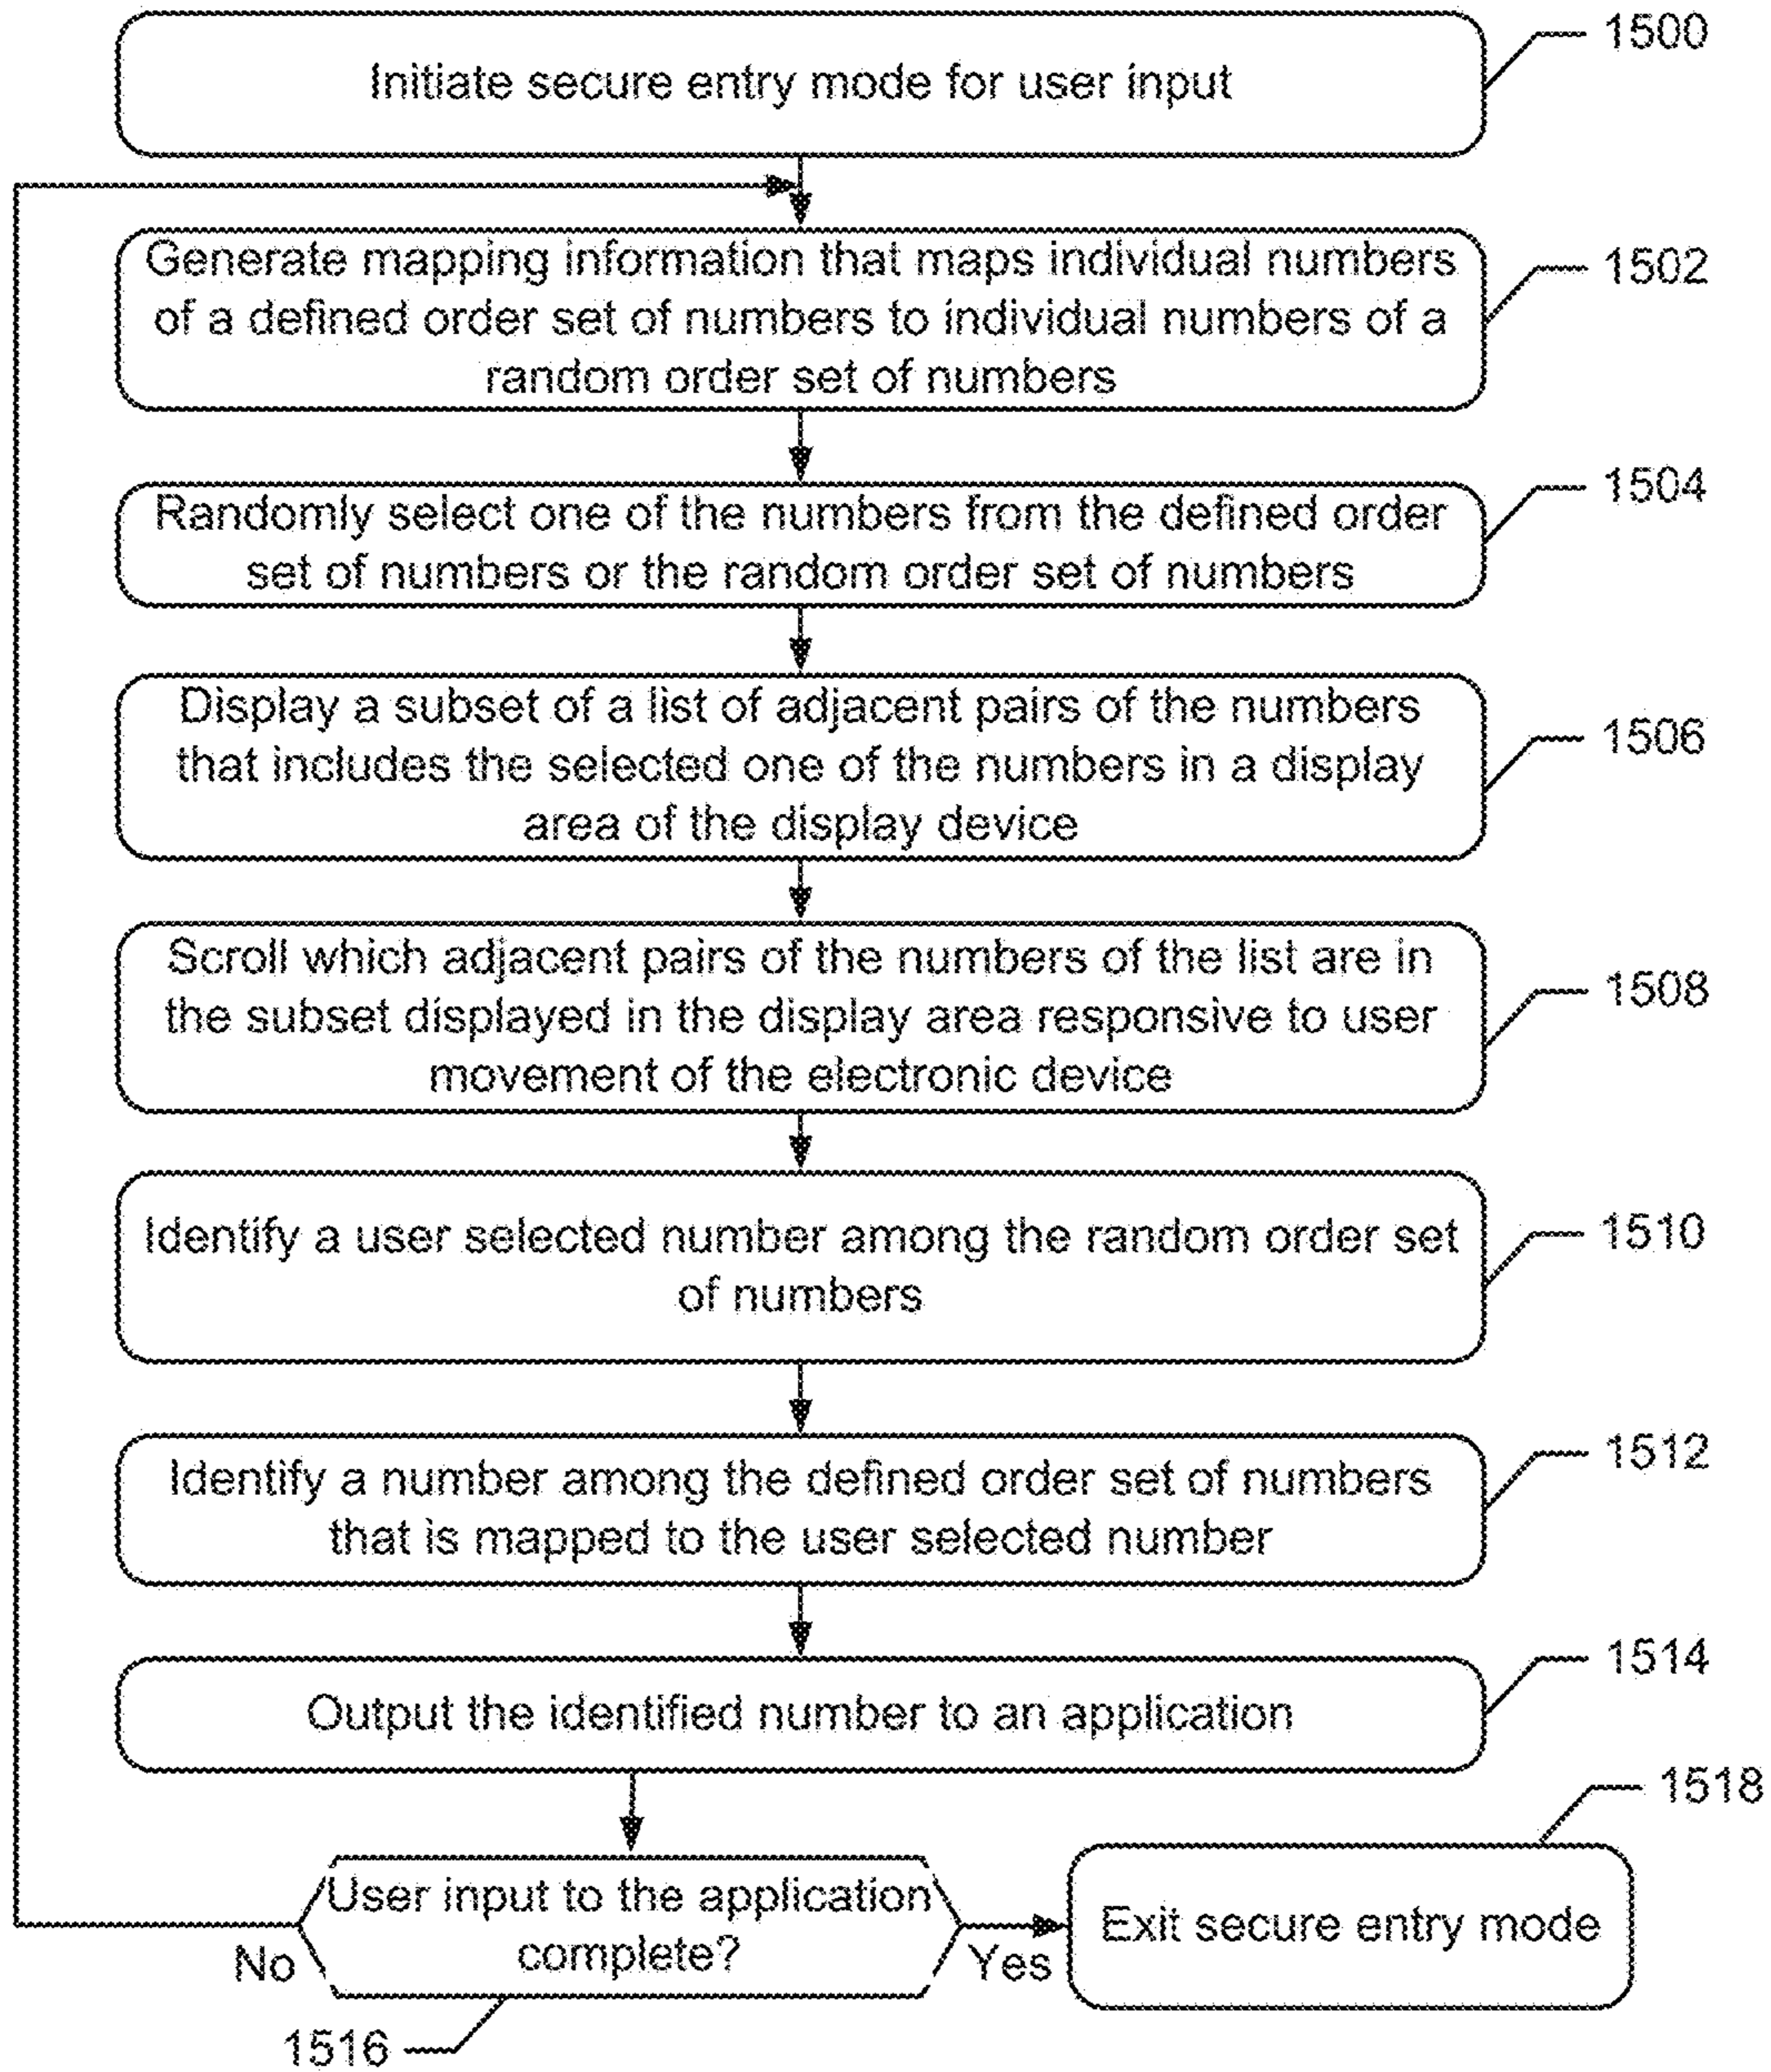 Initiate secure entry mode for user input
1500
Generate mapping information that maps individual numbers
of a defined order set of numbers to individual numbers of a
random order set of numbers
1502
Randomly select one of the numbers from the defined order
set of numbers or the random order set of numbers
1504
Display a subset of a list of adjacent pairs of the numbers
that includes the selected one of the numbers in a display
area of the display device
1506
Scroll which adjacent pairs of the numbers of the list are in
the subset displayed in the display area responsive to user
movement of the electronic device
1508
Identify a user selected number among the random order set
of numbers
1510
Identify a number among the defined order set of numbers
that is mapped to the user selected number
1512
Output the identified number to an application
1514
User input to the application
complete?
No
Yes
1516
Exit secure entry mode
1518